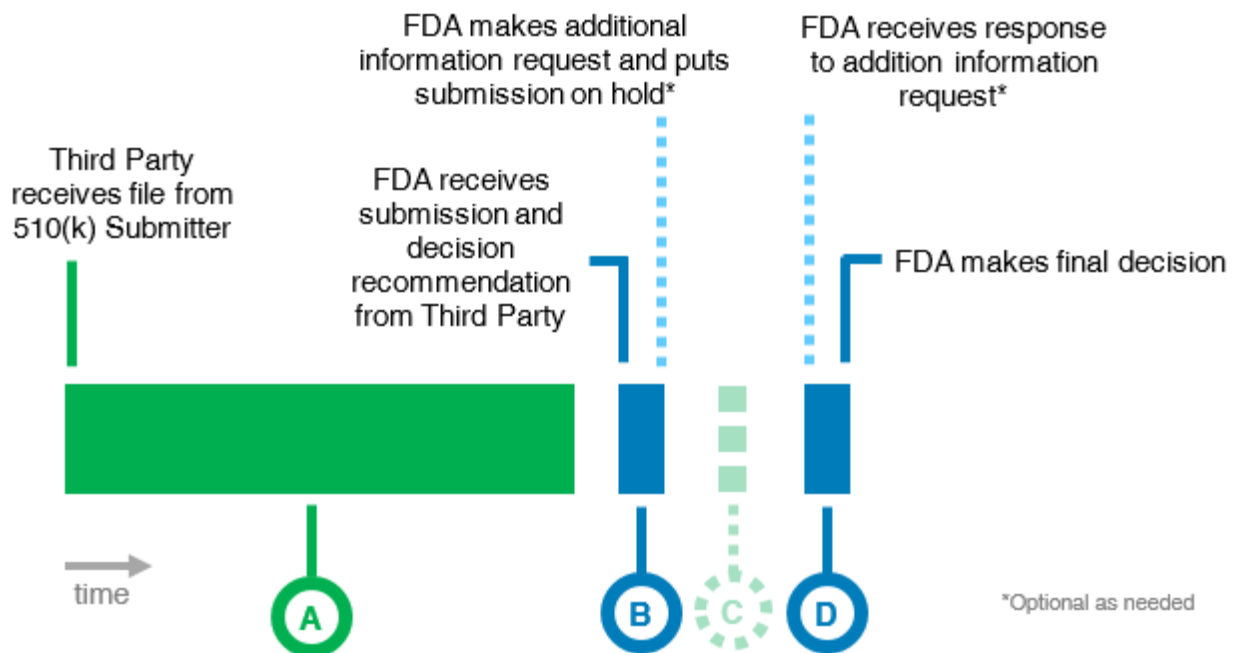 FDA makes additional
information request and puts
submission on hold*
FDA receives response
to addition information
request*
Third Party
receives file from
510(k) Submitter
FDA receives
submission and
decision
recommendation
from Third Party
FDA makes final decision
time
A
B
C
D
*Optional as needed